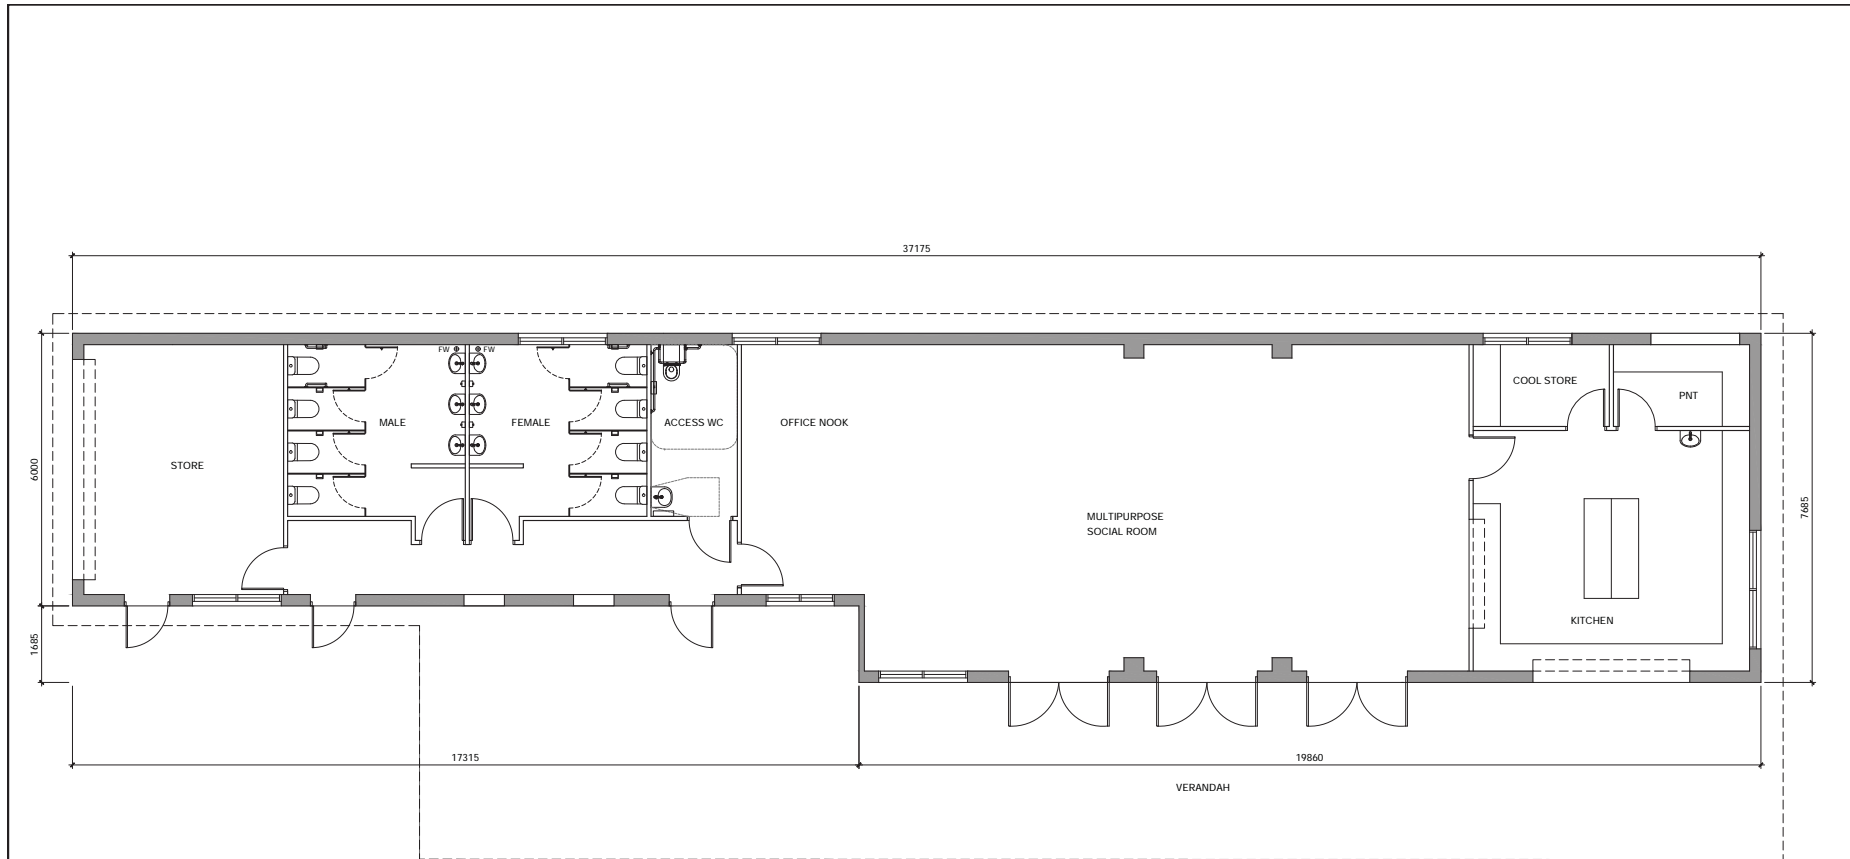 37175
FW
FW
COOL STORE
PNT
MALE
FEMALE
ACCESS WC
OFFICE NOOK
STORE
6000
7685
MULTIPURPOSE
SOCIAL ROOM
KITCHEN
1685
17315
19860
VERANDAH